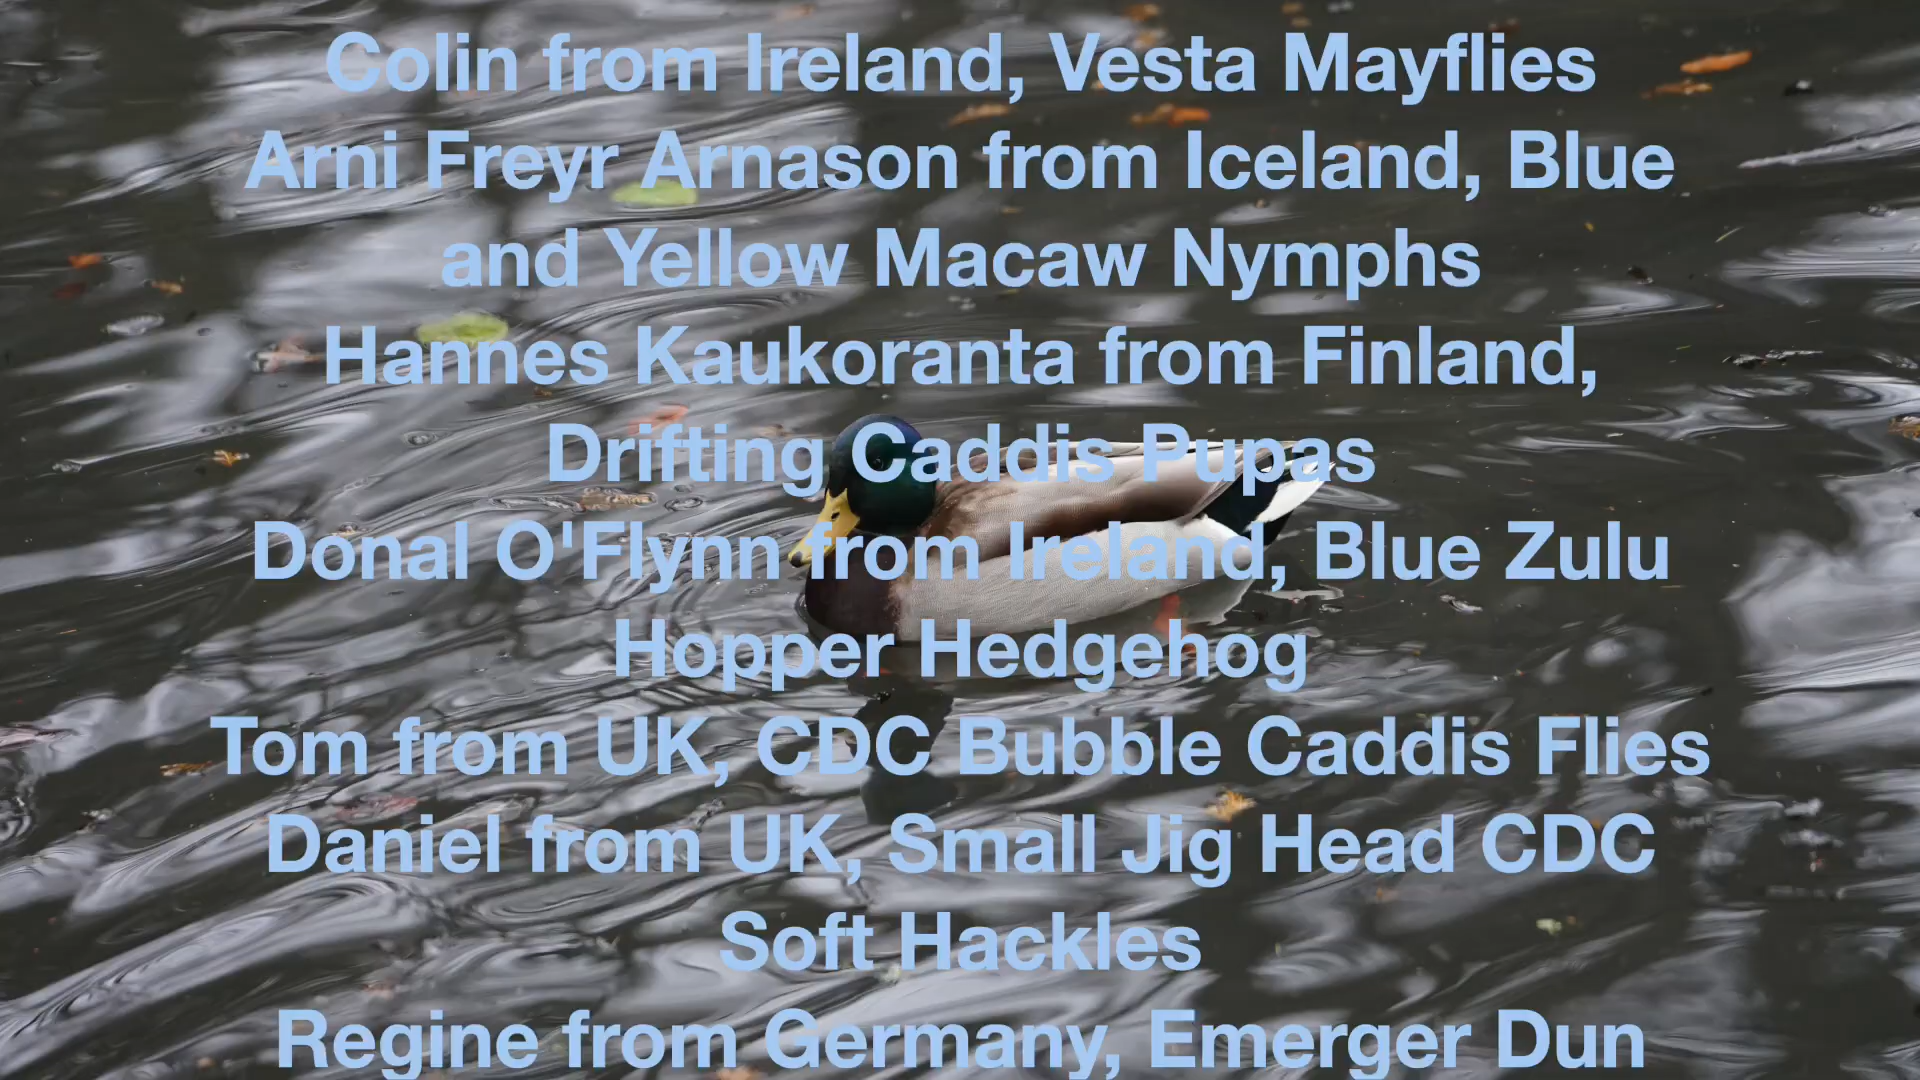 Colin from Ireland, Vesta Mayflies
Arni Freyr Arnason from Iceland, Blue
and Yellow Macaw Nymphs
Hannes Kaukoranta from Finland,
Drifting Caddis Pupas
Donal O'Flynn from Ireland, Blue Zulu
Hopper Hedgehog
Tom from UK, CDC Bubble Caddis Flies
Daniel from UK, Small Jig Head CDC
Soft Hackles
Regine from Germany, Emerger Dun